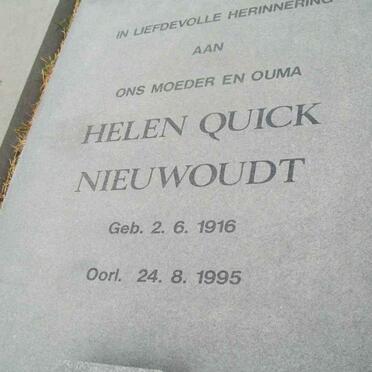 IN LIEFDEVOLLE HERINNERING
AAN
ONS MOEDER EN OUMA
HELEN QUICK
NIEUWOUDT
Geb. 2. 6. 1916
Oorl. 24. 8. 1995